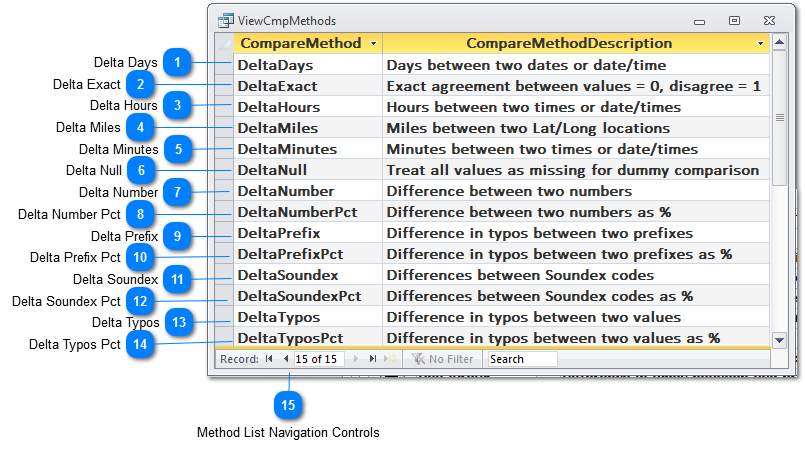 ViewCmpMethods
CompareMethod CompareMethodDescription
Delta Days 1 DeltaDays Days between two dates or date/time
Delta Exact 2 DeltaExact Exact agreement between values = 0, disagree = 1
Delta Hours 3 DeltaHours Hours between two times or date/times
Delta Miles 4 DeltaMiles Miles between two Lat/Long locations
Delta Minutes 5 DeltaMinutes Minutes between two times or date/times
Delta Null 6 DeltaNull Treat all values as missing for dummy comparison
Delta Number 7 DeltaNumber Difference between two numbers
Delta Number Pct 8 DeltaNumberPct Difference between two numbers as %
Delta Prefix 9 DeltaPrefix Difference in typos between two prefixes
Delta Prefix Pct 10 DeltaPrefixPct Difference in typos between two prefixes as %
Delta Soundex 11 DeltaSoundex Differences between Soundex codes
Delta Soundex Pct 12 DeltaSoundexPct Differences between Soundex codes as %
Delta Typos 13 DeltaTypos Difference in typos between two values
Delta Typos Pct 14 DeltaTyposPct Difference in typos between two values as %
Record: 15 of 15 No Filter Search
15
Method List Navigation Controls